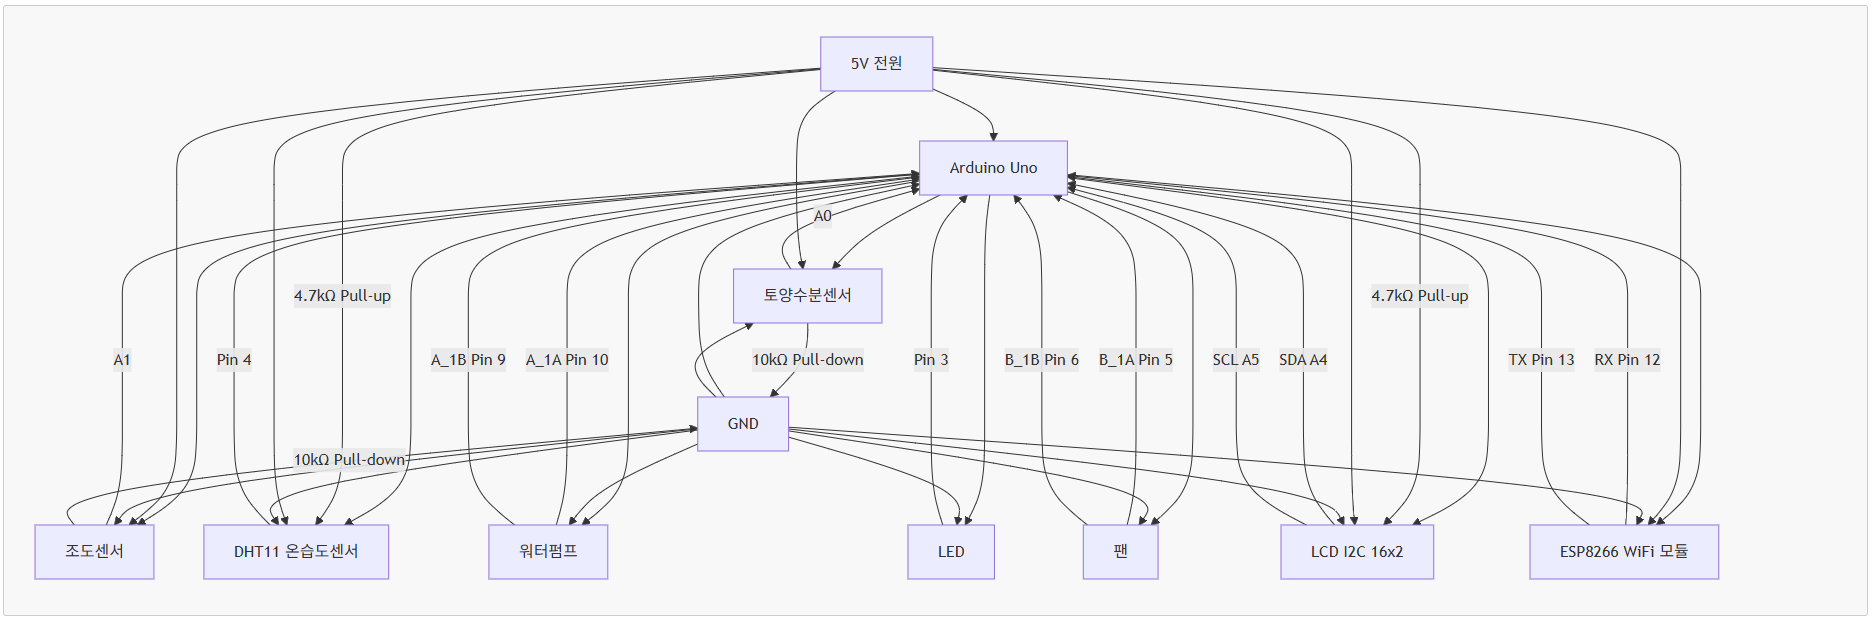 5V 전원
Arduino Uno
A0
토양수분센서
4.7kΩ Pull-up
4.7kΩ Pull-up
A1
Pin 4
A_1B Pin 9
A_1A Pin 10
10kΩ Pull-down
Pin 3
B_1B Pin 6
B_1A Pin 5
SCL A5
SDA A4
TX Pin 13
RX Pin 12
GND
10kΩ Pull-down
조도센서
DHT11 온습도센서
워터펌프
LED
팬
LCD I2C 16x2
ESP8266 WiFi 모듈